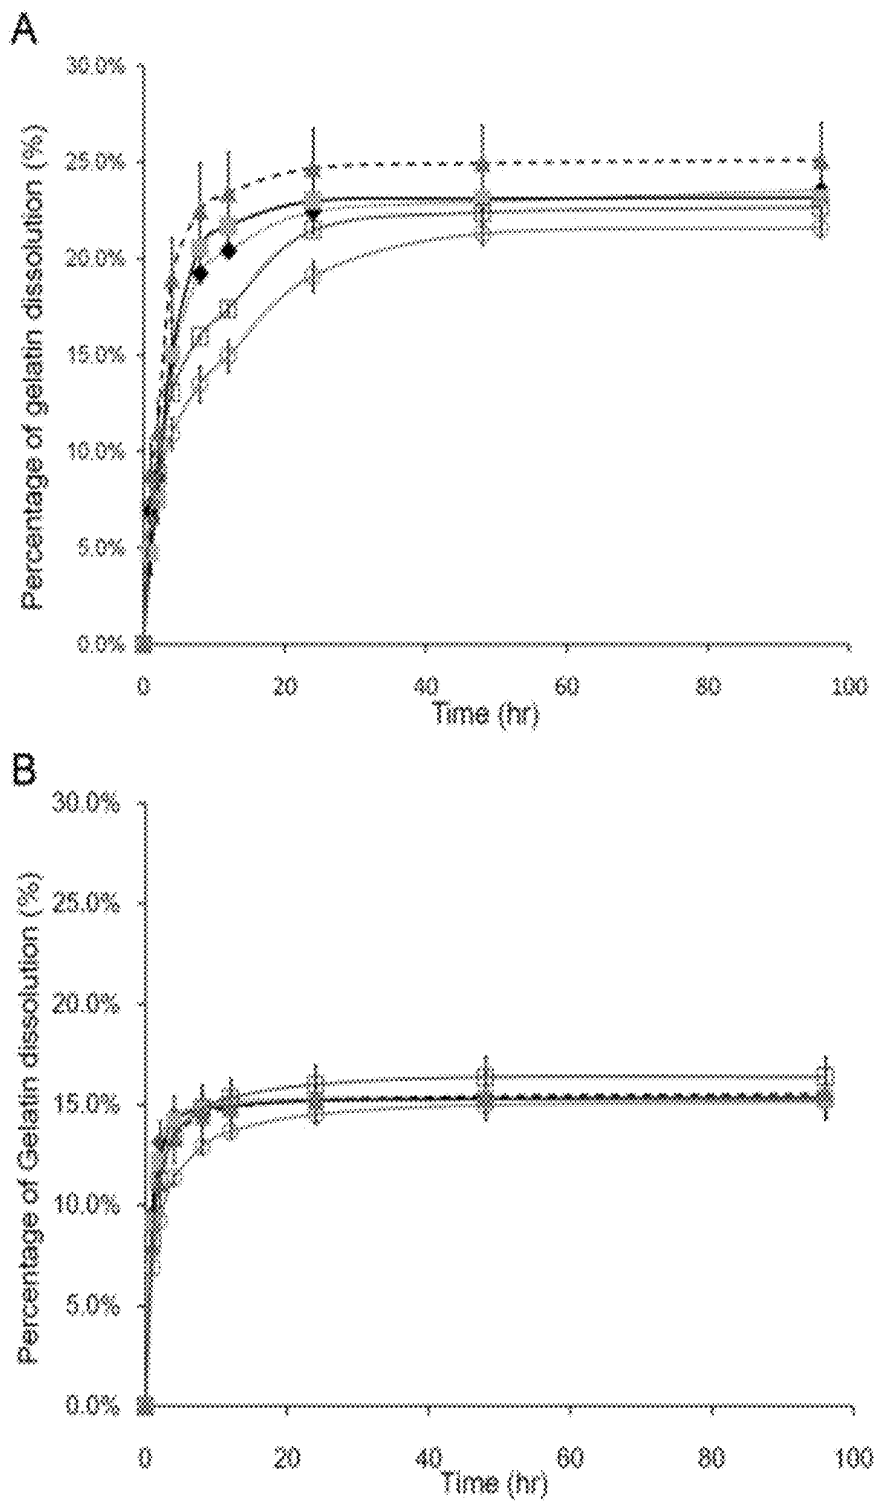 A
30.0%
25.0%
20.0%
15.0%
10.0%
5.0%
0.0%
Percentage of gelatin dissolution (%)
0 20 40 60 80 100
Time (hr)
B
30.0%
25.0%
20.0%
15.0%
10.0%
5.0%
0.0%
Percentage of Gelatin dissolution (%)
0 20 40 60 80 100
Time (hr)